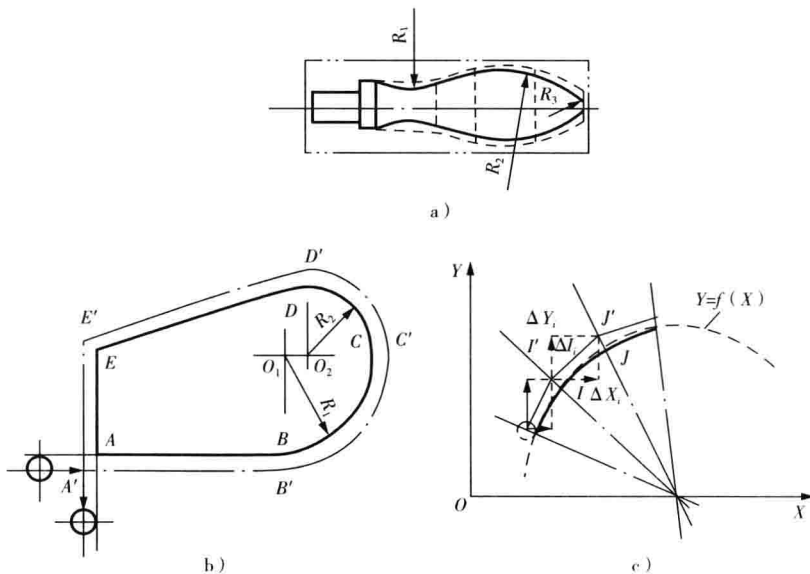 R₁
R₃
R₂
a)
D'
E'
D
R₂
E
C
C'
O₁
O₂
R₁
A
B
A'
B'
b)
Y
Y=f(X)
ΔYᵢ
J'
I'
ΔIᵢ
J
I
ΔXᵢ
O
X
c)